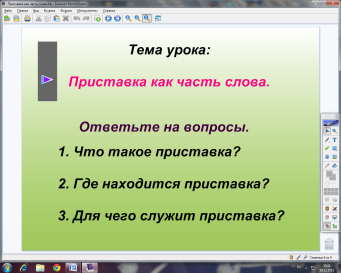 Тема урока:
Приставка как часть слова.
Ответьте на вопросы.
1. Что такое приставка?
2. Где находится приставка?
3. Для чего служит приставка?